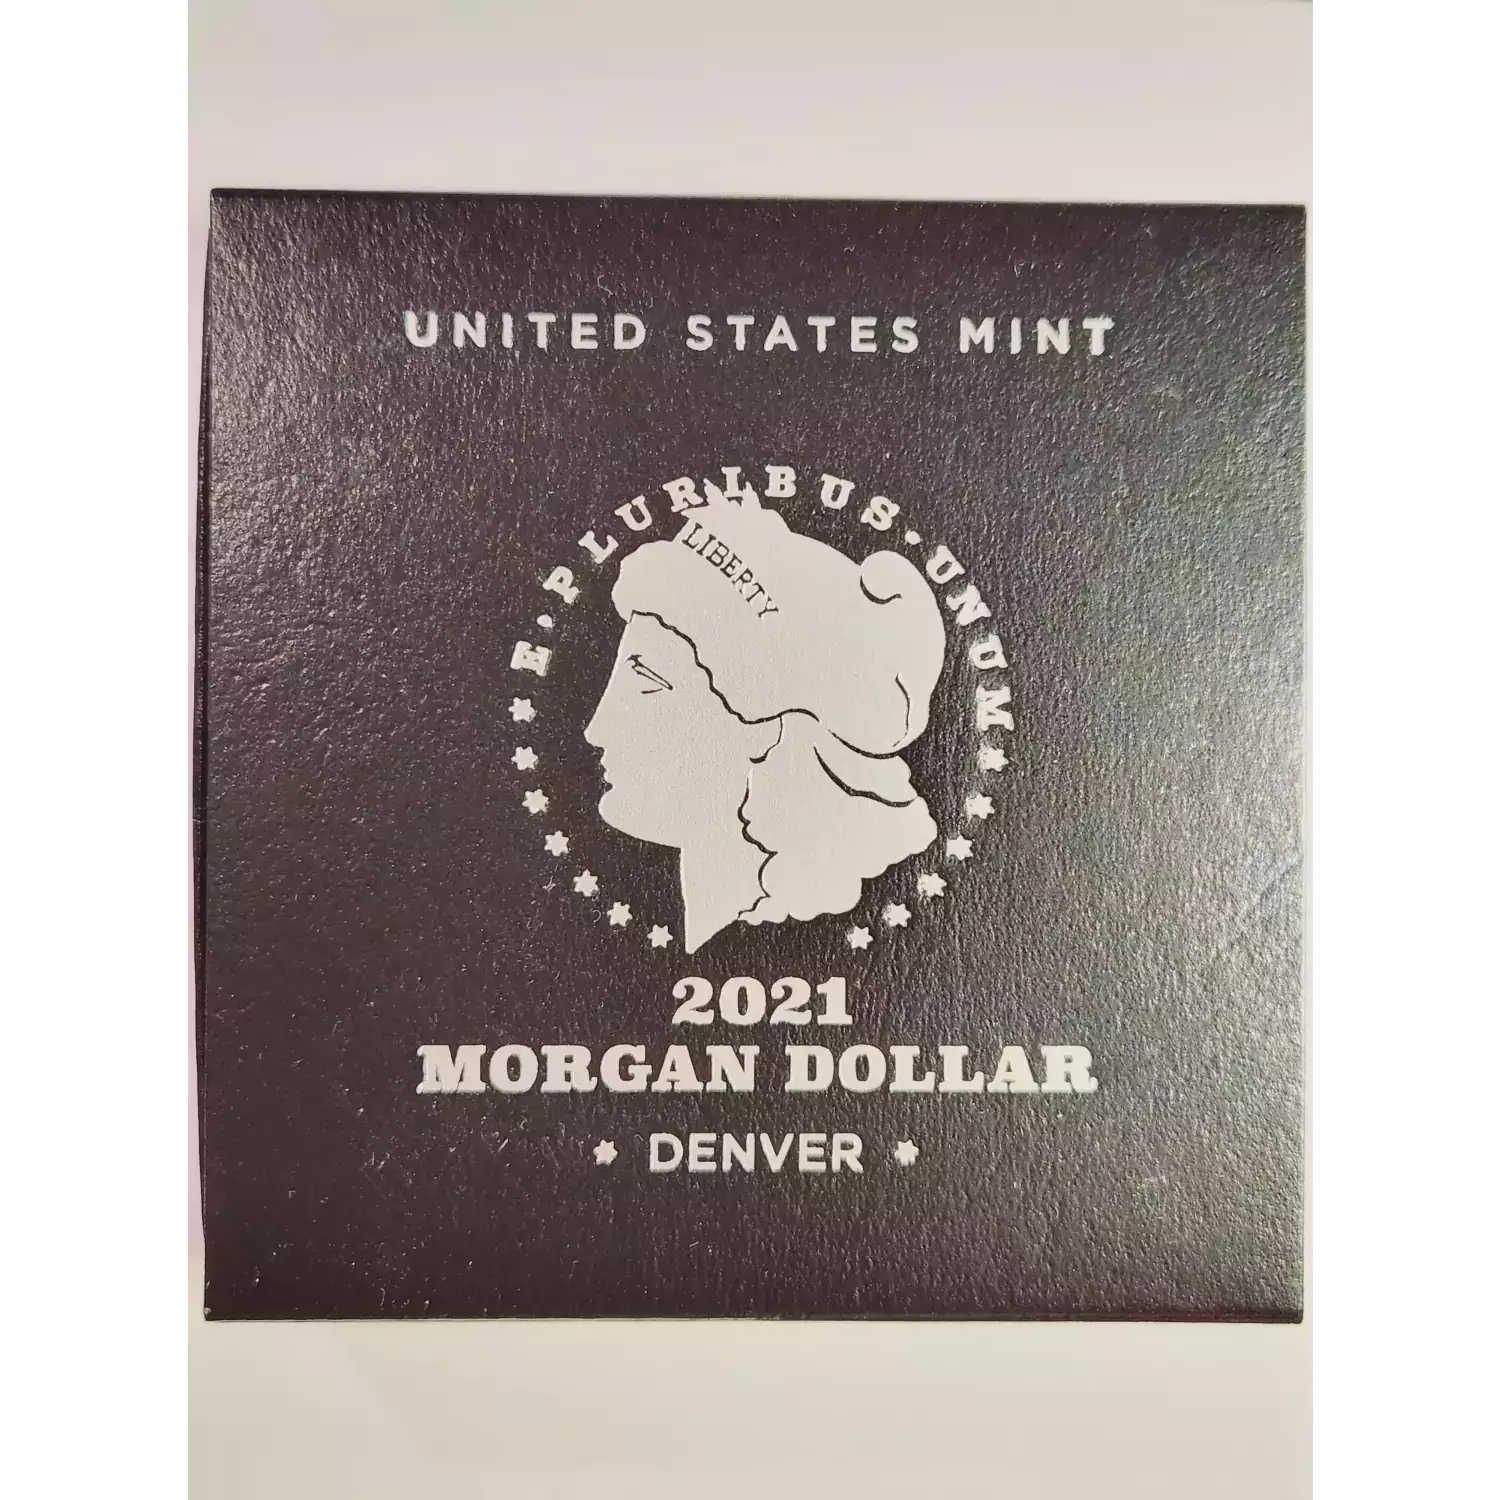 UNITED STATES MINT
E·PLURIBUS·UNUM
LIBERTY
2021
MORGAN DOLLAR
DENVER